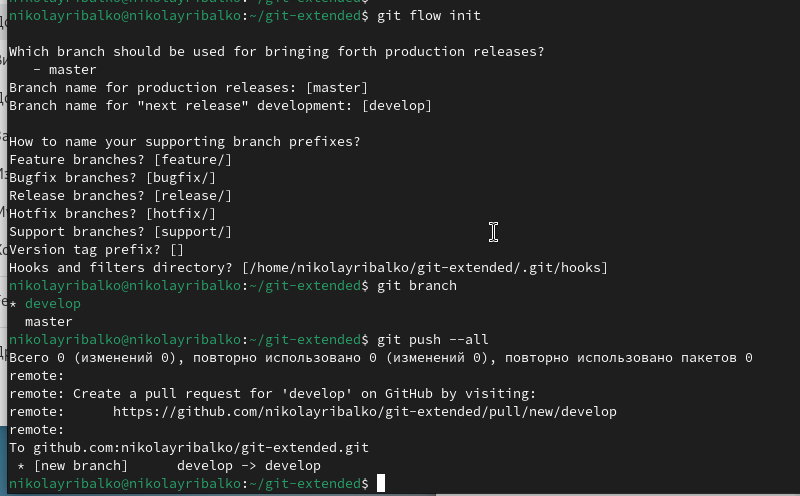 nikolayribalko@nikolayribalko:~/git-extended$ git flow init

Which branch should be used for bringing forth production releases?
   - master
Branch name for production releases: [master]
Branch name for "next release" development: [develop]

How to name your supporting branch prefixes?
Feature branches? [feature/]
Bugfix branches? [bugfix/]
Release branches? [release/]
Hotfix branches? [hotfix/]
Support branches? [support/]
Version tag prefix? []
Hooks and filters directory? [/home/nikolayribalko/git-extended/.git/hooks]
nikolayribalko@nikolayribalko:~/git-extended$ git branch
* develop
  master
nikolayribalko@nikolayribalko:~/git-extended$ git push --all
Всего 0 (изменений 0), повторно использовано 0 (изменений 0), повторно использовано пакетов 0
remote:
remote: Create a pull request for 'develop' on GitHub by visiting:
remote:      https://github.com/nikolayribalko/git-extended/pull/new/develop
remote:
To github.com:nikolayribalko/git-extended.git
 * [new branch]      develop -> develop
nikolayribalko@nikolayribalko:~/git-extended$